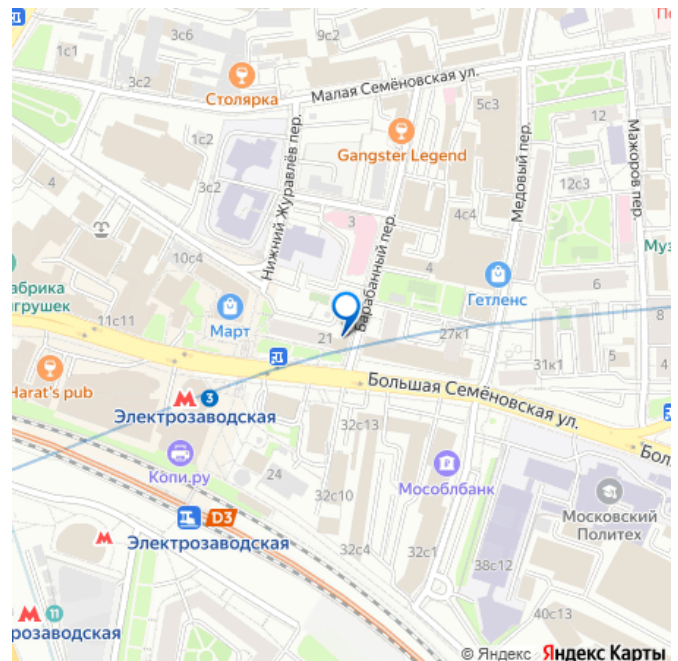 1с1
3с6
9с2
3с2
Столярка
Малая Семёновская ул.
5с3
12
Мажоров пер.
1с2
Gangster Legend
Медовый пер.
4
3с2
Нижний Журавлёв пер.
12с3
4с4
3
Барабанный пер.
10с4
4
Муз
абрика
грушек
Гетленс
6
11с11
Март
8
21
27к1
31к1
Harat's pub
Большая Семёновская ул.
3
Электрозаводская
32с13
Бол
Копи.ру
24
Мособлбанк
32с10
D3
Московский
Политех
Электрозаводская
32с4
32с1
38с12
11
розаводская
40с13
© Яндекс Яндекс Карты